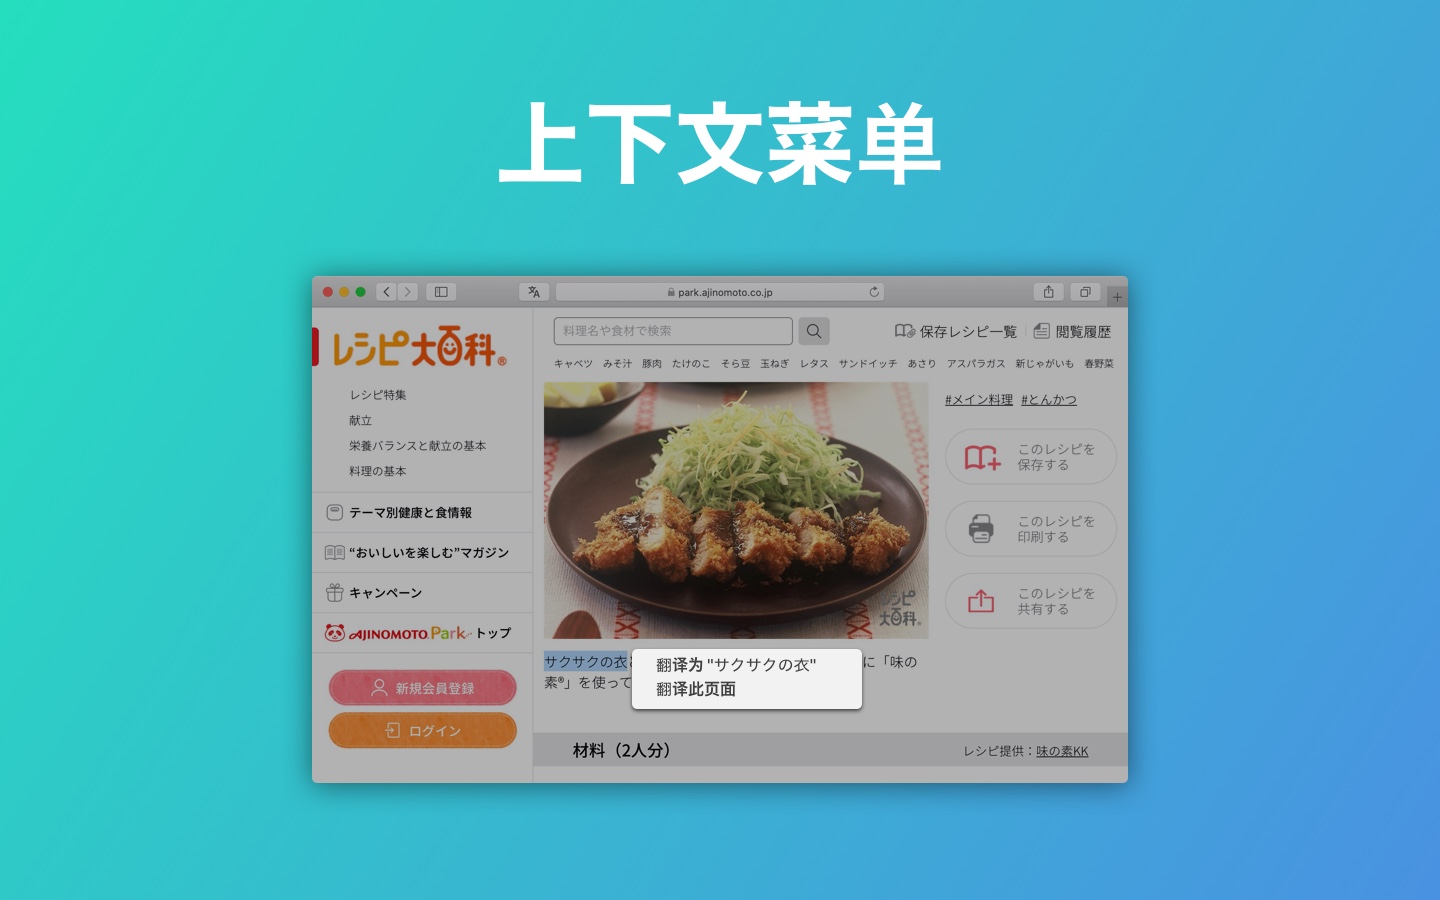 上下文菜单
park.ajinomoto.co.jp
レシピ大百科®
料理名や食材で検索
保存レシピ一覧
閲覧履歴
キャベツ みそ汁 豚肉 たけのこ そら豆 玉ねぎ レタス サンドイッチ あさり アスパラガス 新じゃがいも 春野菜
レシピ特集
献立
栄養バランスと献立の基本
料理の基本
テーマ別健康と食情報
“おいしいを楽しむ”マガジン
キャンペーン
AJINOMOTO Park トップ
新規会員登録
ログイン
レシピ
大百科®
#メイン料理 #とんかつ
このレシピを
保存する
このレシピを
印刷する
このレシピを
共有する
サクサクの衣
に「味の
素®」を使って
翻译为 "サクサクの衣"
翻译此页面
材料（2人分）
レシピ提供：味の素KK